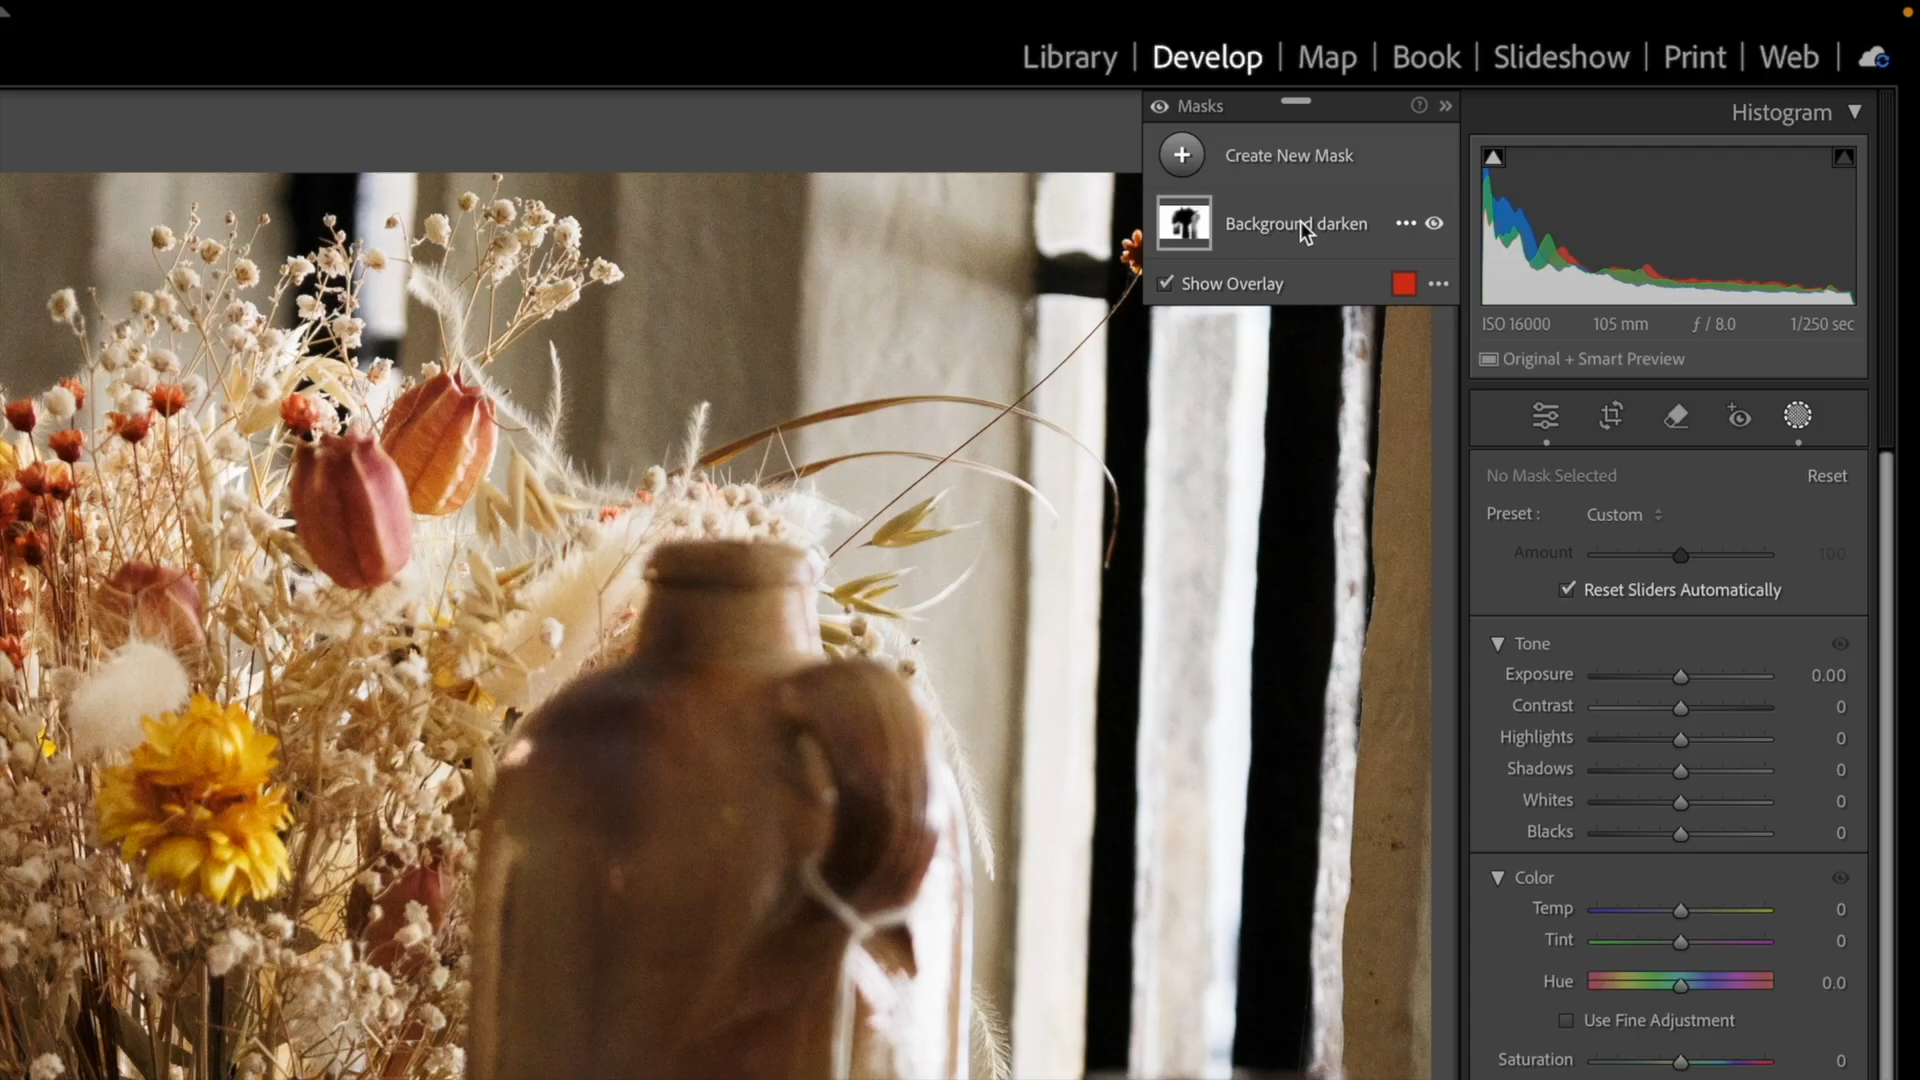 Library | Develop | Map | Book | Slideshow | Print | Web |
Masks
Create New Mask
Background darken
Show Overlay
Histogram
ISO 16000 105 mm ƒ / 8.0 1/250 sec
Original + Smart Preview
No Mask Selected Reset
Preset : Custom
Amount 100
Reset Sliders Automatically
Tone
Exposure 0.00
Contrast 0
Highlights 0
Shadows 0
Whites 0
Blacks 0
Color
Temp 0
Tint 0
Hue 0.0
Use Fine Adjustment
Saturation 0